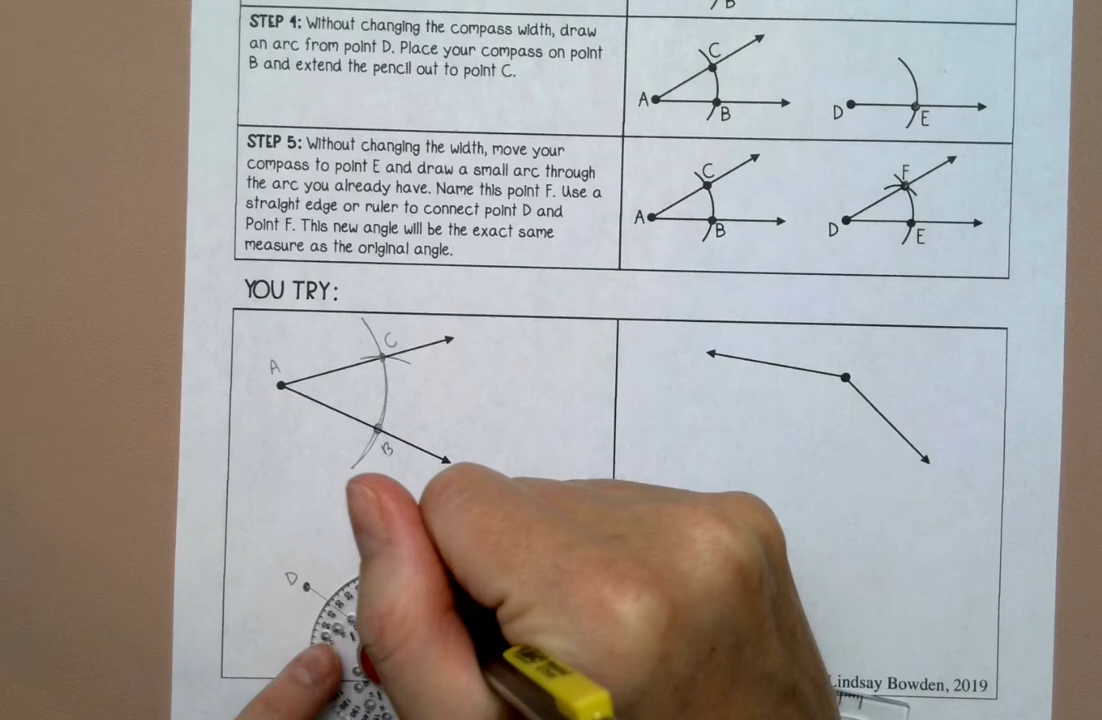 B
STEP 4: Without changing the compass width, draw
an arc from point D. Place your compass on point
B and extend the pencil out to point C.
A C B D E
STEP 5: Without changing the width, move your
compass to point E and draw a small arc through
the arc you already have. Name this point F. Use a
straight edge or ruler to connect point D and
Point F. This new angle will be the exact same
measure as the original angle.
A C B D F E
YOU TRY:
A C
B
D
Lindsay Bowden, 2019